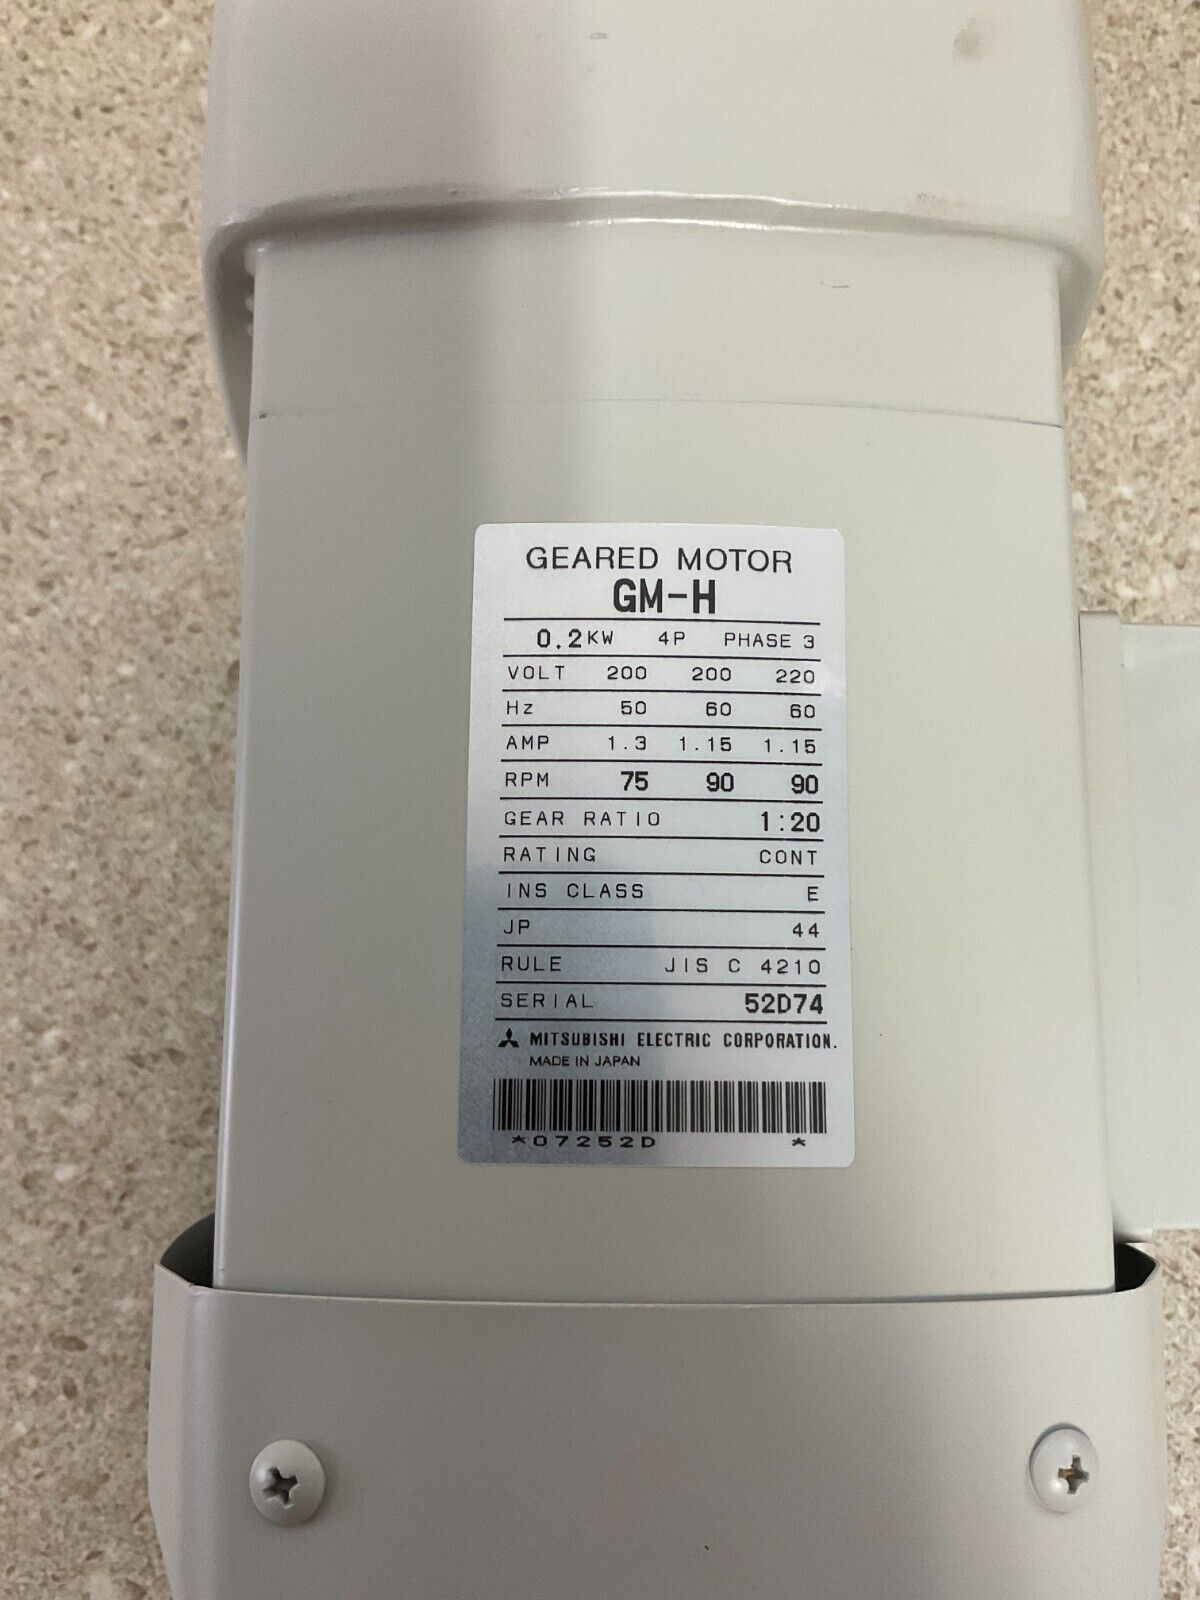 GEARED MOTOR
GM-H
0.2KW 4P PHASE 3
VOLT 200 200 220
Hz 50 60 60
AMP 1.3 1.15 1.15
RPM 75 90 90
GEAR RATIO 1:20
RATING CONT
INS CLASS E
JP 44
RULE JIS C 4210
SERIAL 52D74
MITSUBISHI ELECTRIC CORPORATION.
MADE IN JAPAN
*07252D *